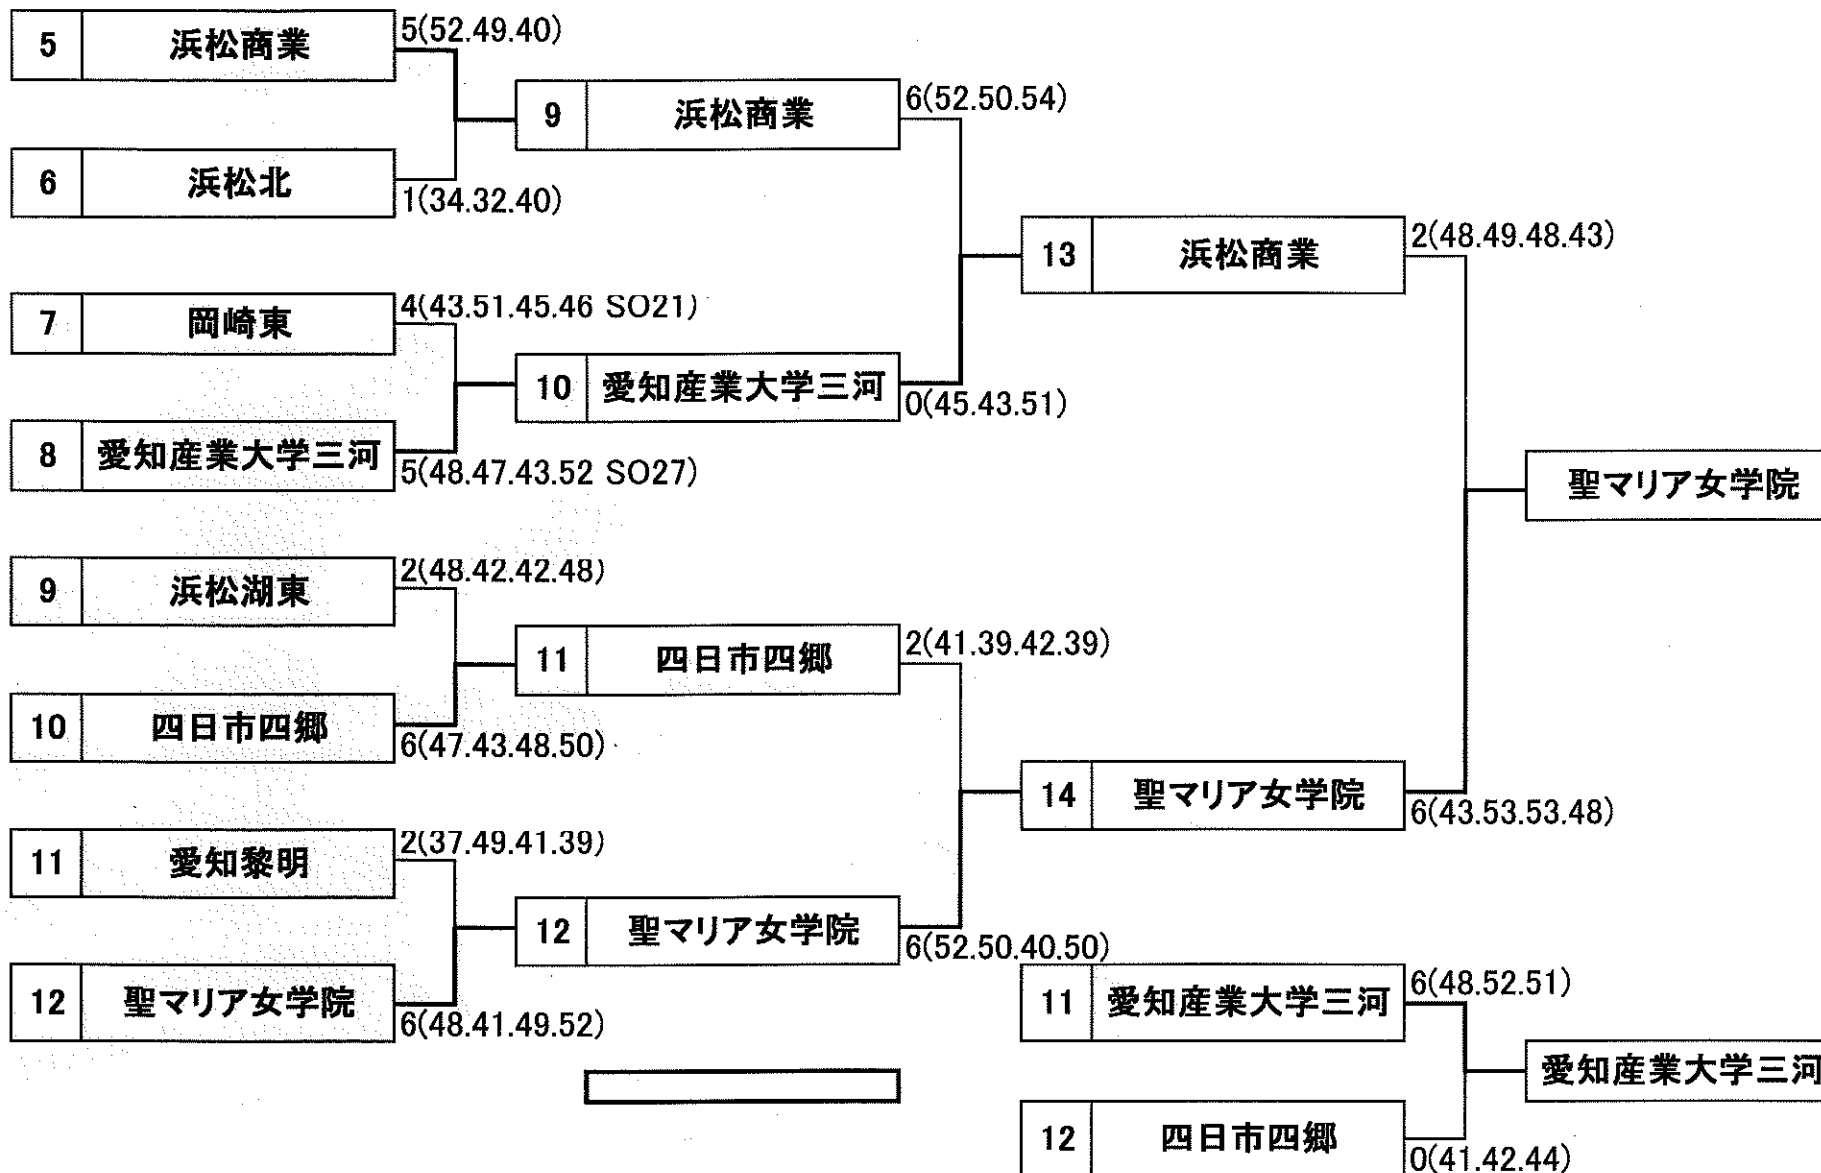 5 浜松商業 5(52.49.40)
9 浜松商業 6(52.50.54)
6 浜松北 1(34.32.40)
13 浜松商業 2(48.49.48.43)
7 岡崎東 4(43.51.45.46 SO21)
10 愛知産業大学三河 0(45.43.51)
8 愛知産業大学三河 5(48.47.43.52 SO27)
聖マリア女学院
9 浜松湖東 2(48.42.42.48)
11 四日市四郷 2(41.39.42.39)
10 四日市四郷 6(47.43.48.50)
14 聖マリア女学院 6(43.53.53.48)
11 愛知黎明 2(37.49.41.39)
12 聖マリア女学院 6(52.50.40.50)
12 聖マリア女学院 6(48.41.49.52)
11 愛知産業大学三河 6(48.52.51)
愛知産業大学三河
12 四日市四郷 0(41.42.44)